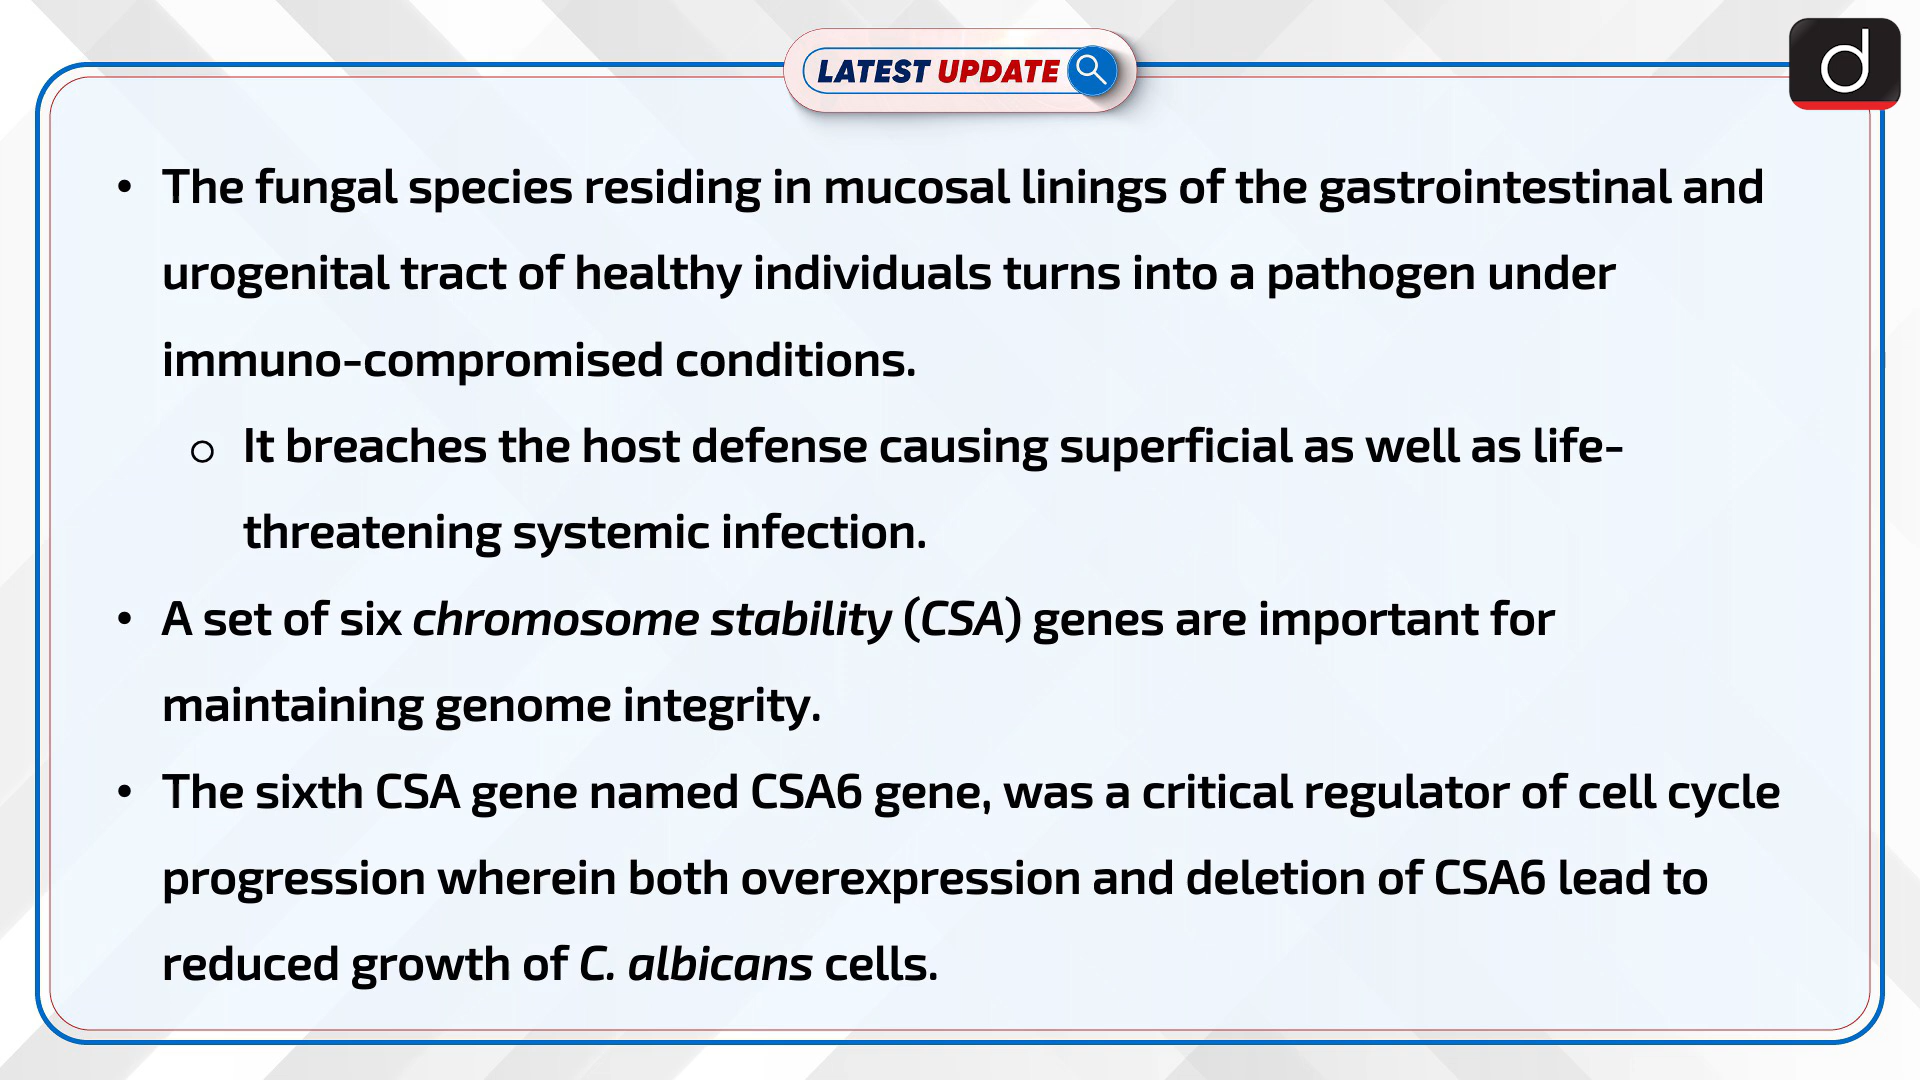 LATEST UPDATE
d
• The fungal species residing in mucosal linings of the gastrointestinal and
urogenital tract of healthy individuals turns into a pathogen under
immuno-compromised conditions.
o It breaches the host defense causing superficial as well as life-
threatening systemic infection.
• A set of six chromosome stability (CSA) genes are important for
maintaining genome integrity.
• The sixth CSA gene named CSA6 gene, was a critical regulator of cell cycle
progression wherein both overexpression and deletion of CSA6 lead to
reduced growth of C. albicans cells.